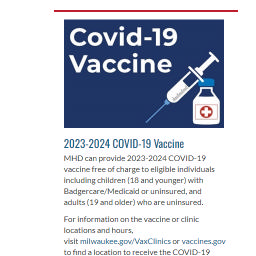 Covid-19
Vaccine
2023-2024 COVID-19 Vaccine
MHD can provide 2023-2024 COVID-19
vaccine free of charge to eligible individuals
including children (18 and younger) with
Badgercare/Medicaid or uninsured, and
adults (19 and older) who are uninsured.
For information on the vaccine or clinic
locations and hours,
visit milwaukee.gov/VaxClinics or vaccines.gov
to find a location to receive the COVID-19